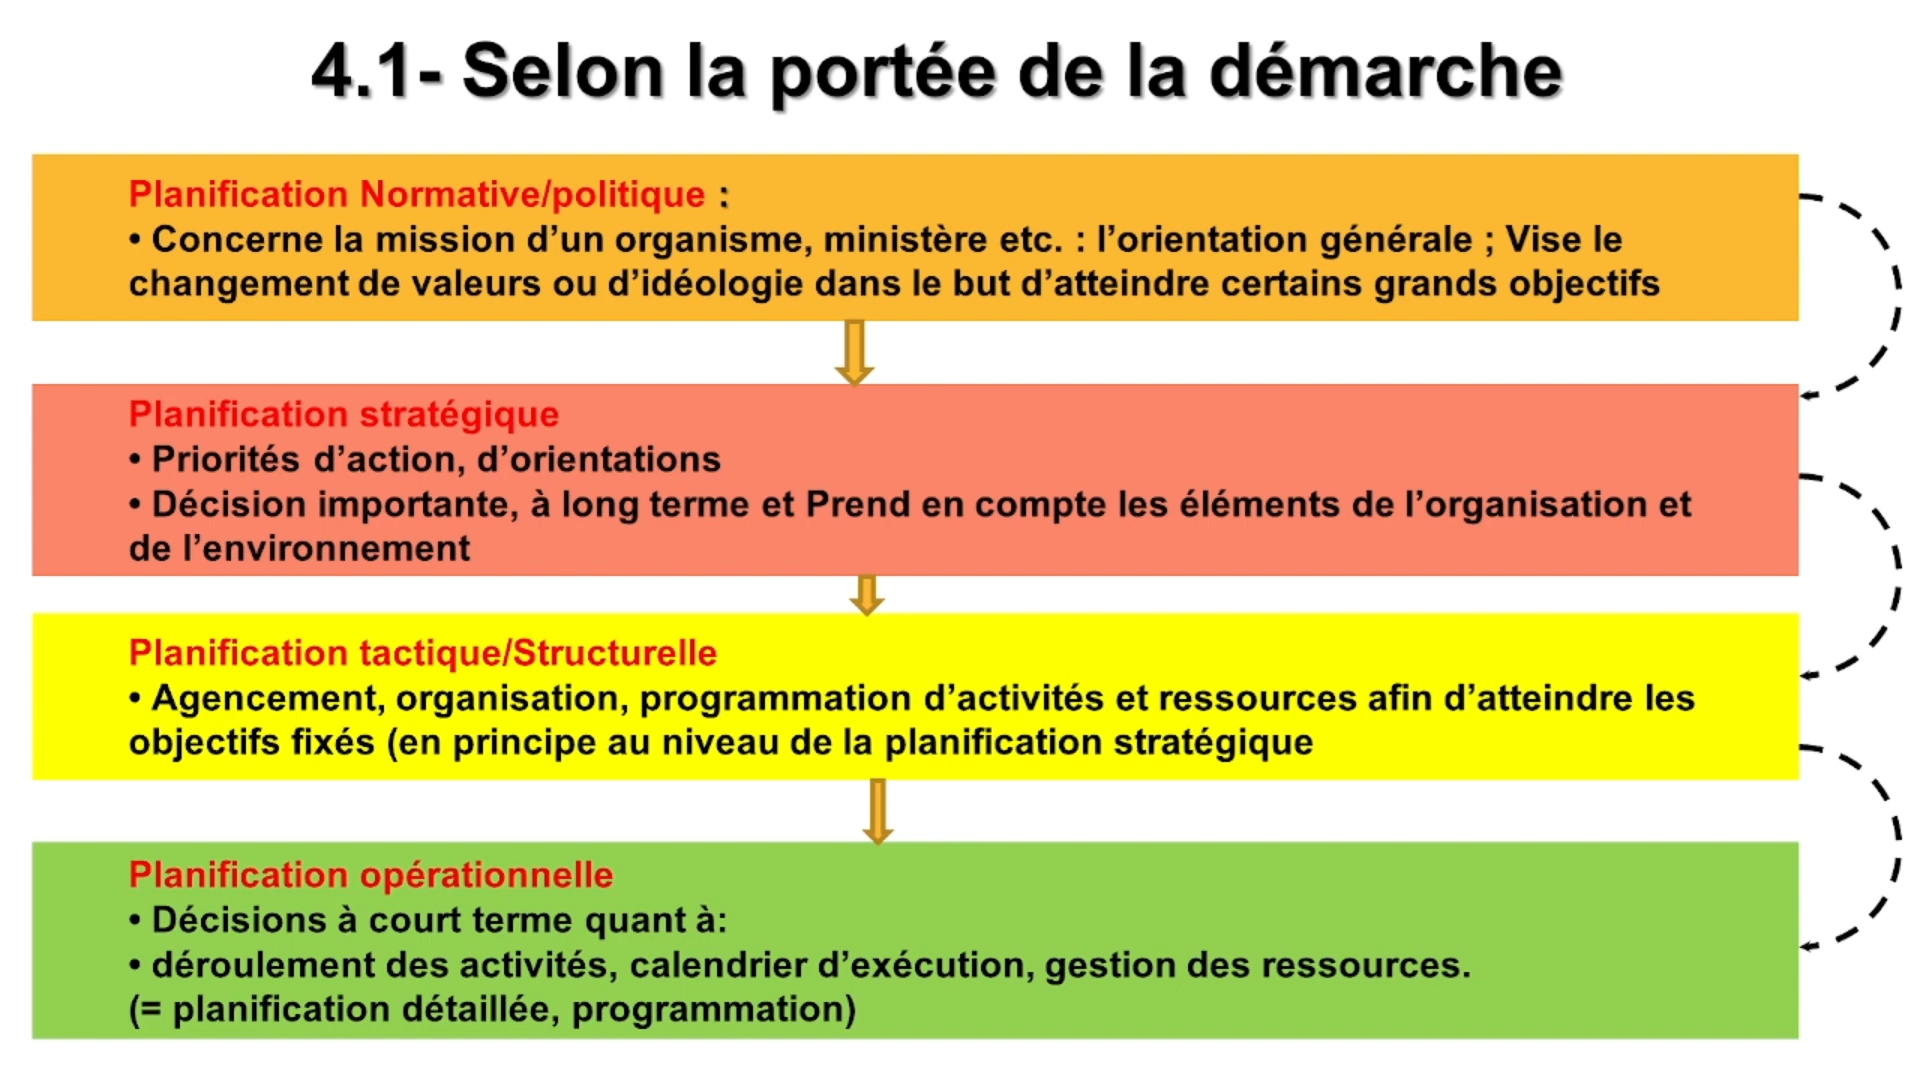 4.1- Selon la portée de la démarche
Planification Normative/politique :
• Concerne la mission d’un organisme, ministère etc. : l’orientation générale ; Vise le
changement de valeurs ou d’idéologie dans le but d’atteindre certains grands objectifs
Planification stratégique
• Priorités d’action, d’orientations
• Décision importante, à long terme et Prend en compte les éléments de l’organisation et
de l’environnement
Planification tactique/Structurelle
• Agencement, organisation, programmation d’activités et ressources afin d’atteindre les
objectifs fixés (en principe au niveau de la planification stratégique
Planification opérationnelle
• Décisions à court terme quant à:
• déroulement des activités, calendrier d’exécution, gestion des ressources.
(= planification détaillée, programmation)